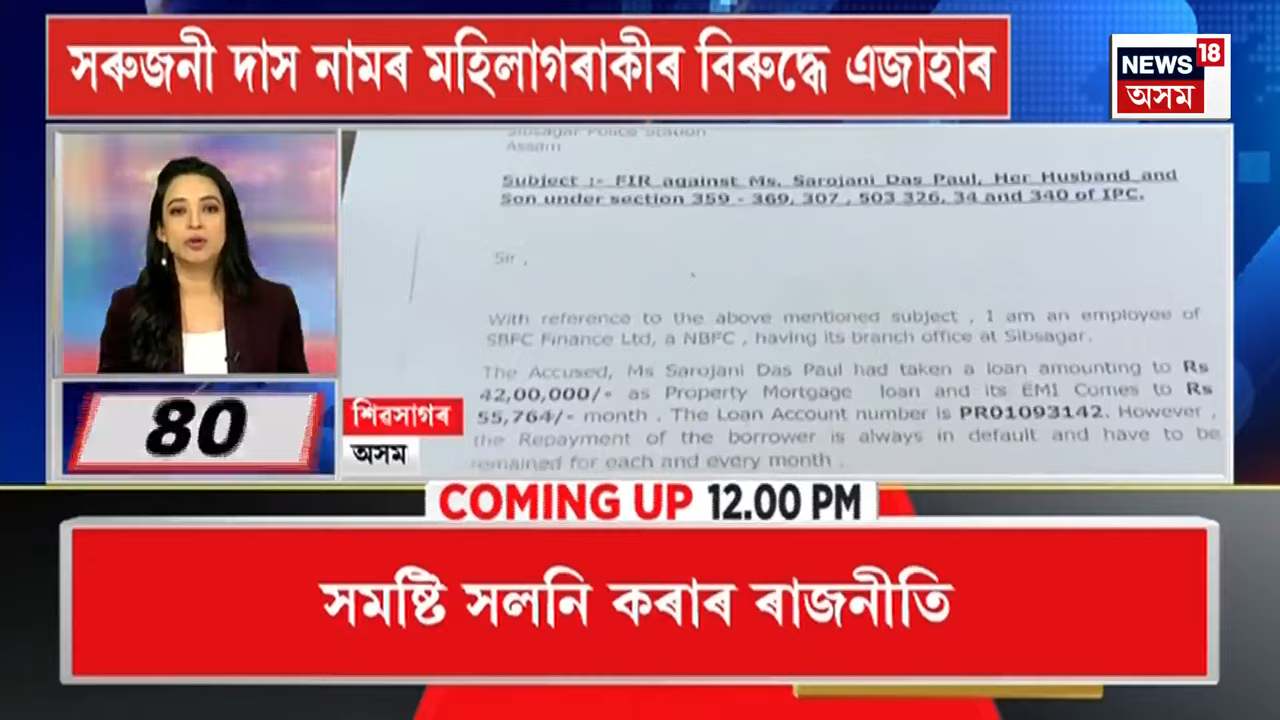 সৰুজনী দাস নামৰ মহিলাগৰাকীৰ বিৰুদ্ধে এজাহাৰ
NEWS 18
অসম
Sibsagar Police Station
Assam
Subject :- FIR against Ms. Sarojani Das Paul, Her Husband and
Son under section 359 - 369, 307 , 503 326, 34 and 340 of IPC.
Sir ,
With reference to the above mentioned subject , I am an employee of
SBFC Finance Ltd, a NBFC , having its branch office at Sibsagar.
The Accused, Ms Sarojani Das Paul had taken a loan amounting to Rs
42,00,000/- as Property Mortgage loan and its EMI Comes to Rs
55,764/- month . The Loan Account number is PR01093142. However ,
the Repayment of the borrower is always in default and have to be
remained for each and every month .
80
শিৱসাগৰ
অসম
COMING UP 12.00 PM
সমষ্টি সলনি কৰাৰ ৰাজনীতি